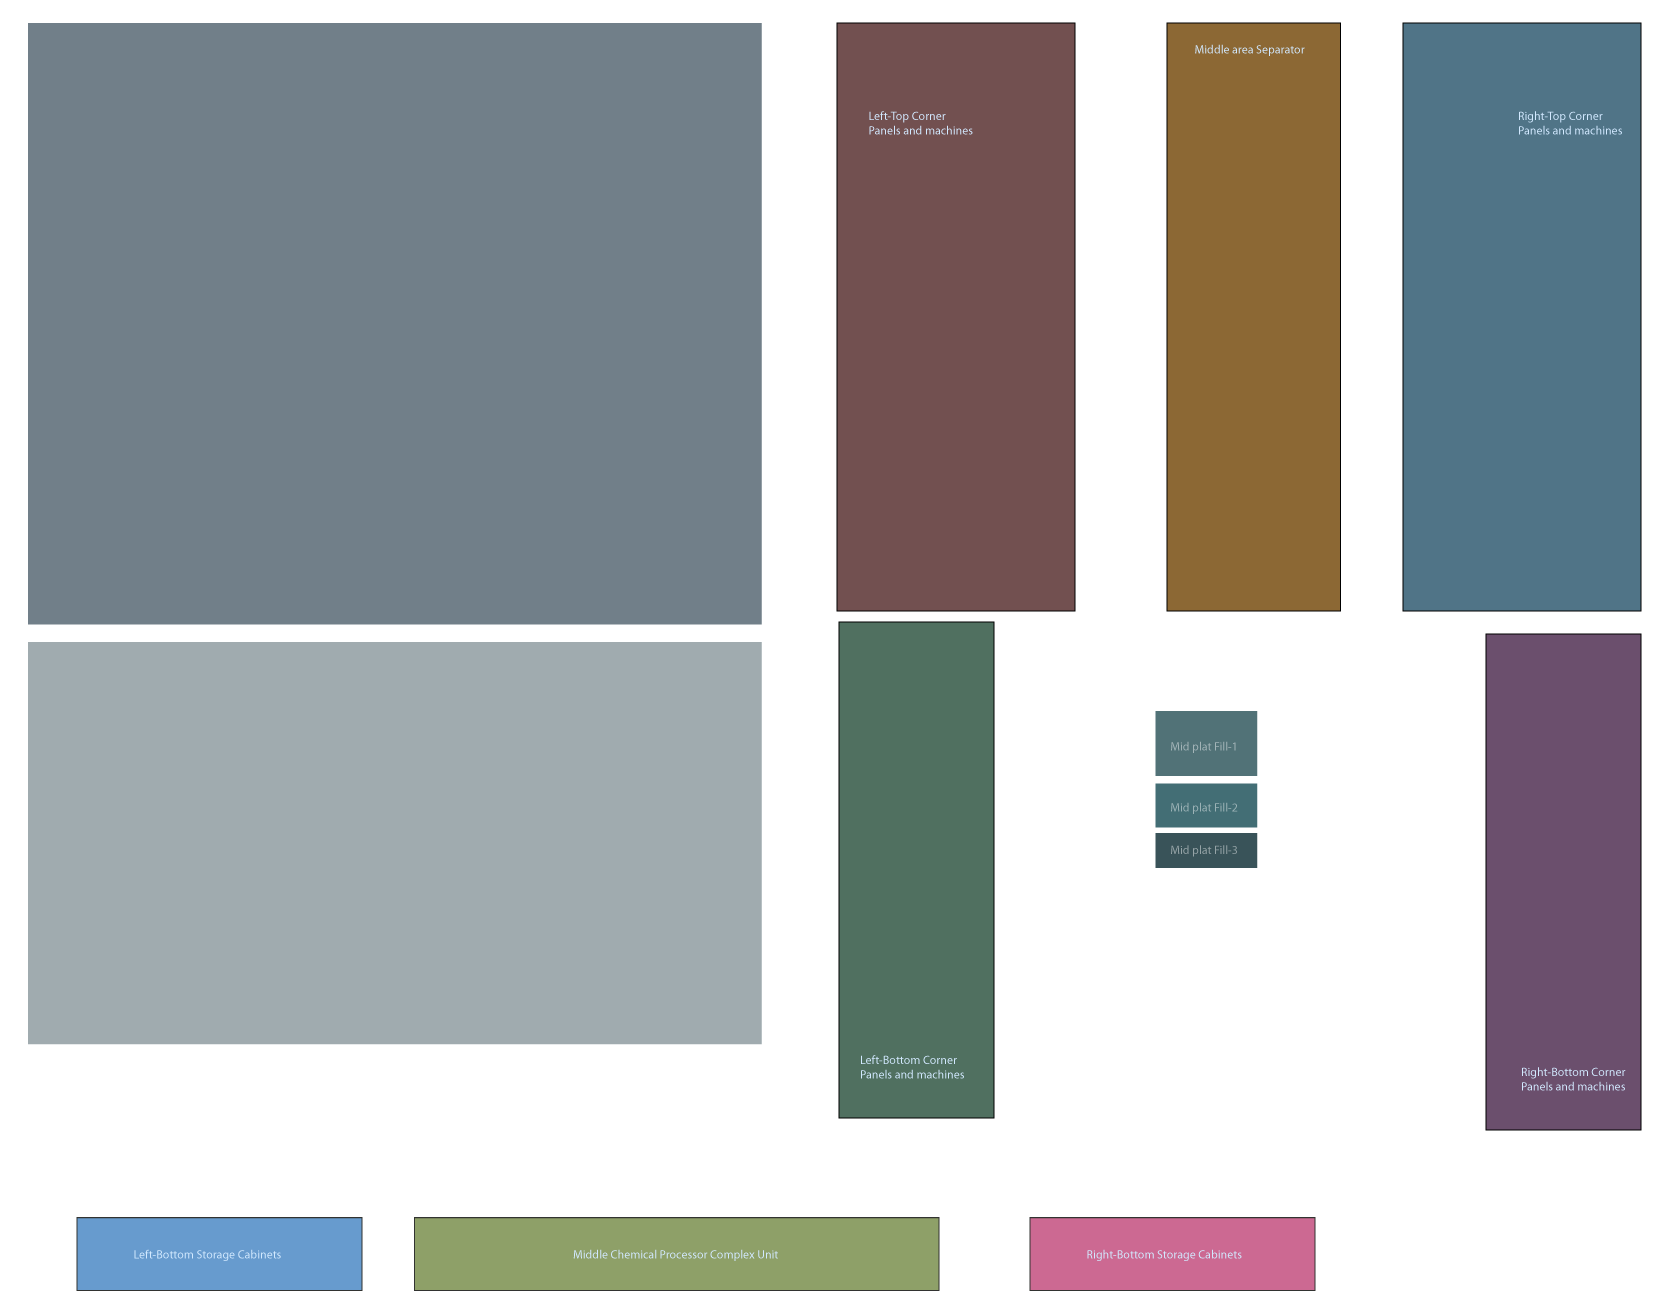 Middle area Separator
Left-Top Corner
Panels and machines
Right-Top Corner
Panels and machines
Mid plat Fill-1
Mid plat Fill-2
Mid plat Fill-3
Left-Bottom Corner
Panels and machines
Right-Bottom Corner
Panels and machines
Left-Bottom Storage Cabinets
Middle Chemical Processor Complex Unit
Right-Bottom Storage Cabinets